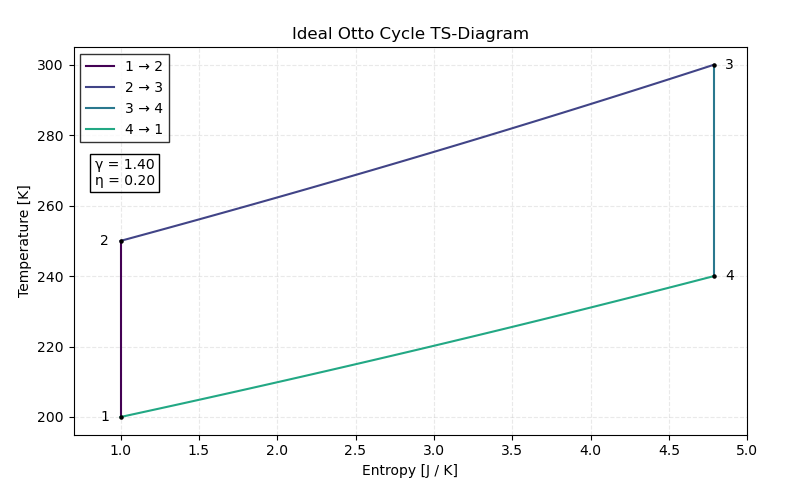 Ideal Otto Cycle TS-Diagram
1 → 2
2 → 3
3 → 4
4 → 1
γ = 1.40
η = 0.20
Temperature [K]
300
280
260
240
220
200
1
2
3
4
1.0 1.5 2.0 2.5 3.0 3.5 4.0 4.5 5.0
Entropy [J / K]